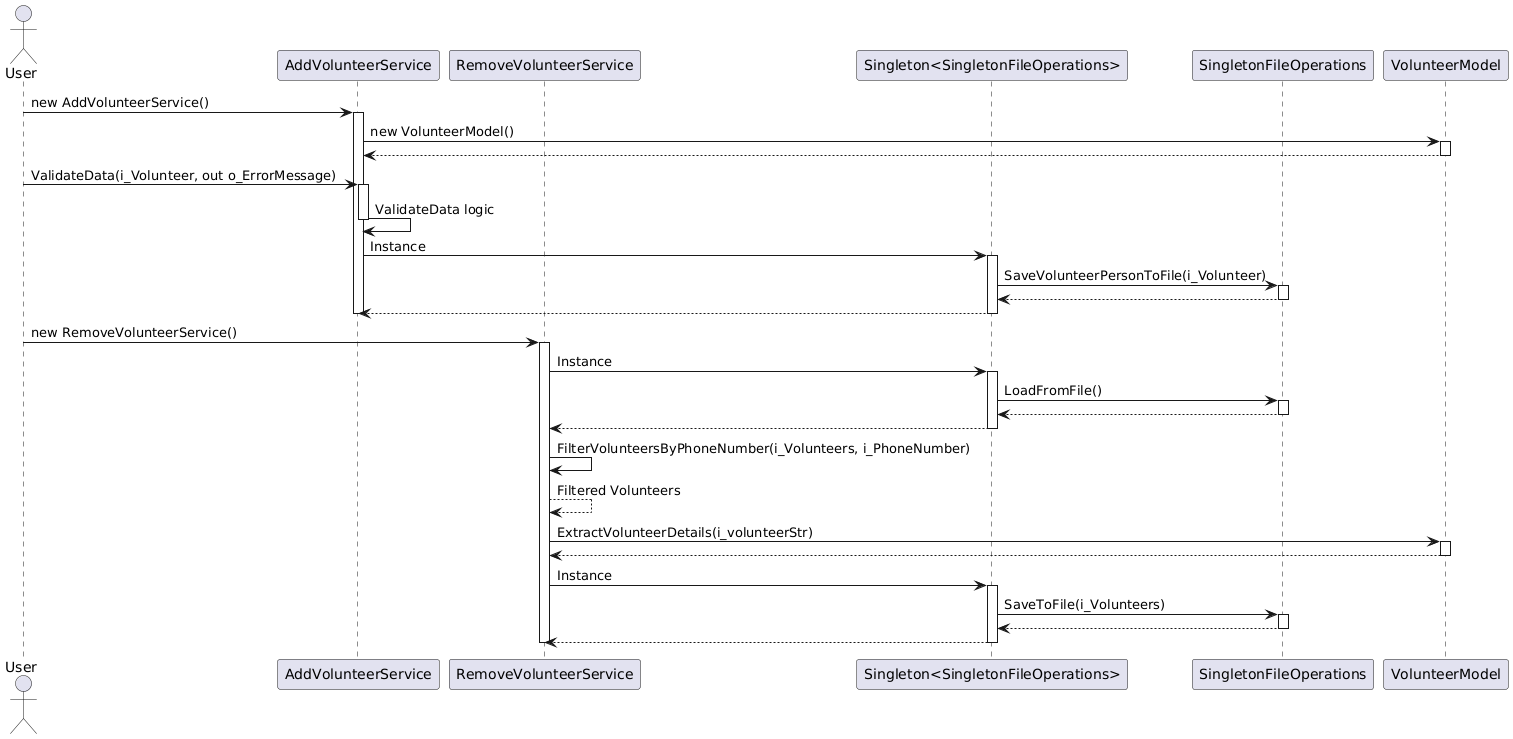 User
AddVolunteerService
RemoveVolunteerService
Singleton<SingletonFileOperations>
SingletonFileOperations
VolunteerModel
new AddVolunteerService()
new VolunteerModel()
ValidateData(i_Volunteer, out o_ErrorMessage)
ValidateData logic
Instance
SaveVolunteerPersonToFile(i_Volunteer)
new RemoveVolunteerService()
Instance
LoadFromFile()
FilterVolunteersByPhoneNumber(i_Volunteers, i_PhoneNumber)
Filtered Volunteers
ExtractVolunteerDetails(i_volunteerStr)
Instance
SaveToFile(i_Volunteers)
User
AddVolunteerService
RemoveVolunteerService
Singleton<SingletonFileOperations>
SingletonFileOperations
VolunteerModel